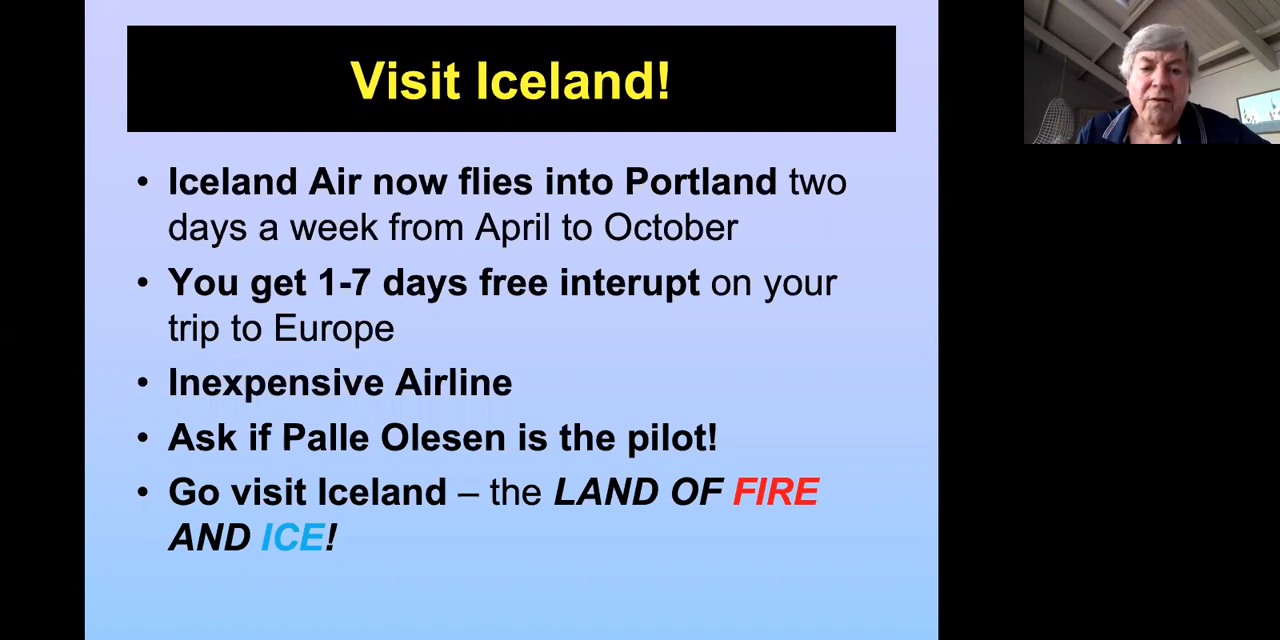 Visit Iceland!
• Iceland Air now flies into Portland two
days a week from April to October
• You get 1-7 days free interupt on your
trip to Europe
• Inexpensive Airline
• Ask if Palle Olesen is the pilot!
• Go visit Iceland – the LAND OF FIRE
AND ICE!